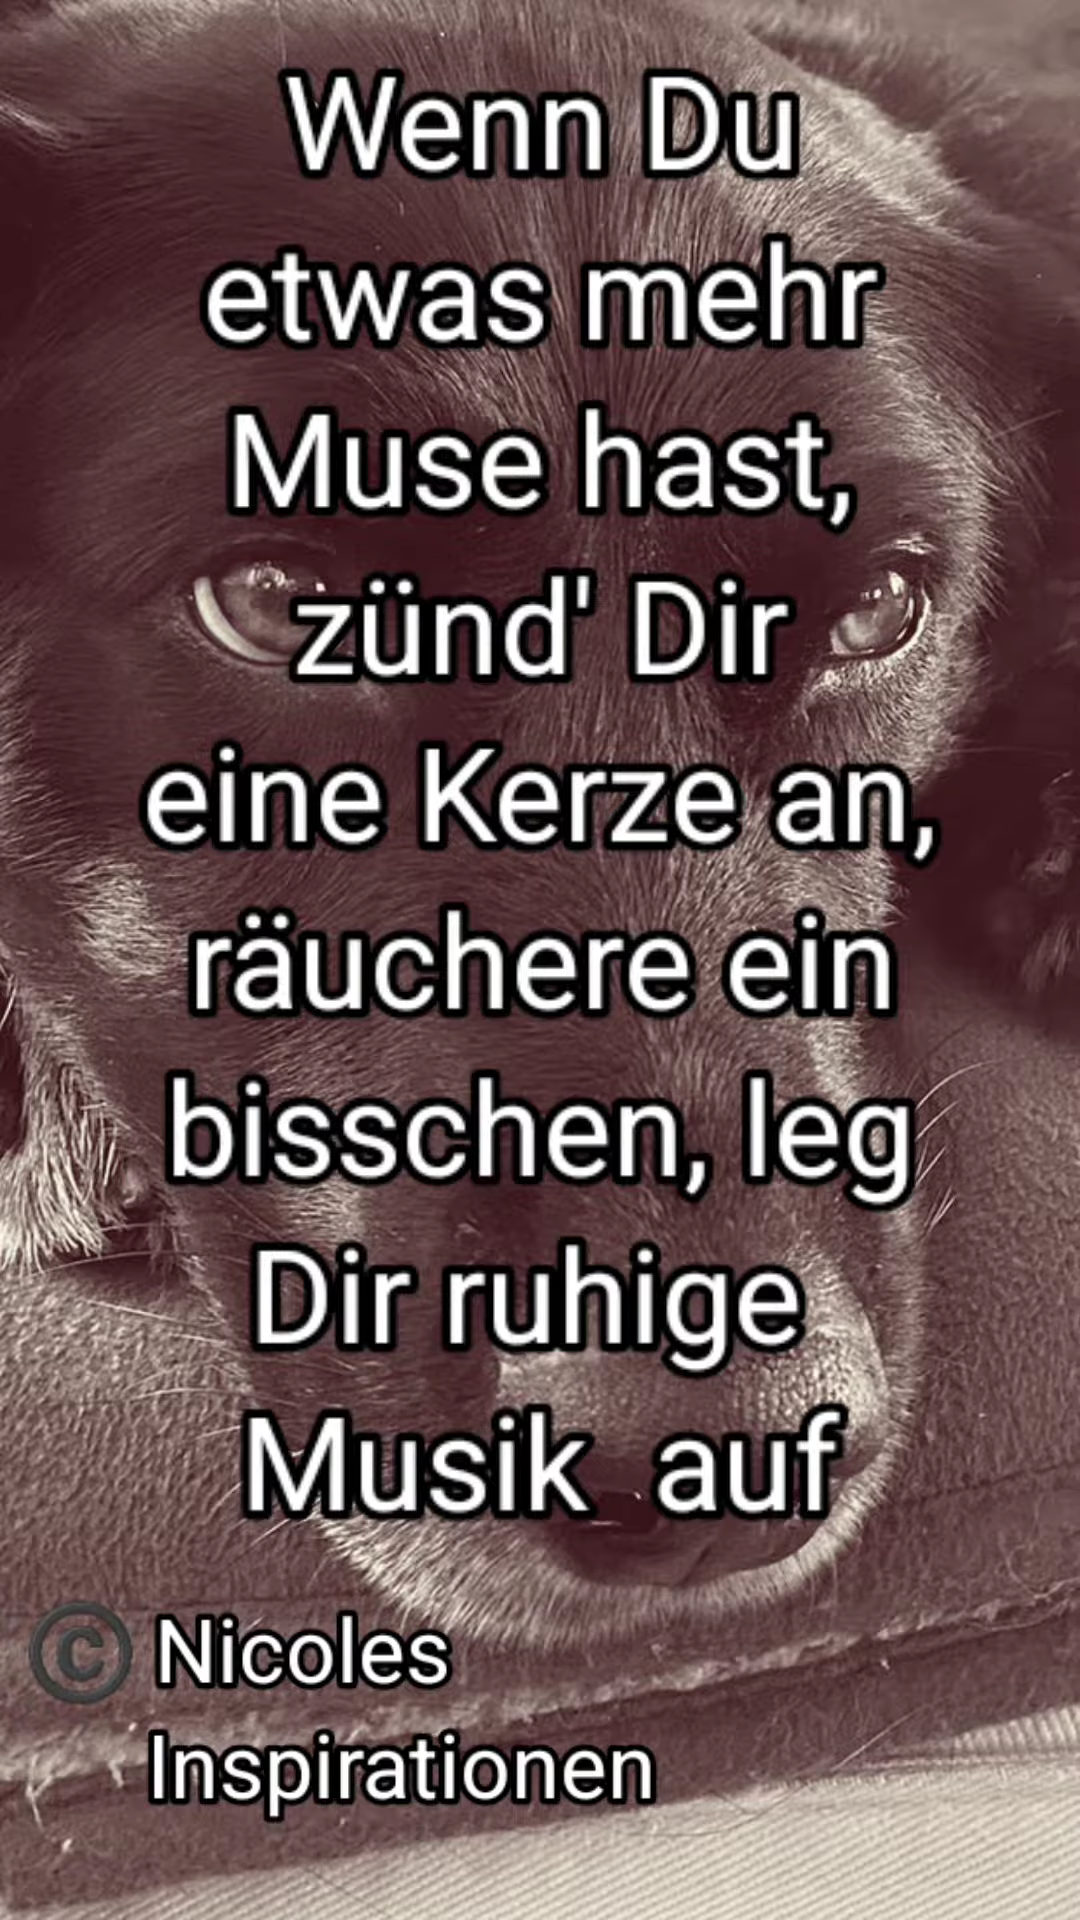 Wenn Du
etwas mehr
Muse hast,
zünd' Dir
eine Kerze an,
räuchere ein
bisschen, leg
Dir ruhige
Musik auf
© Nicoles
Inspirationen